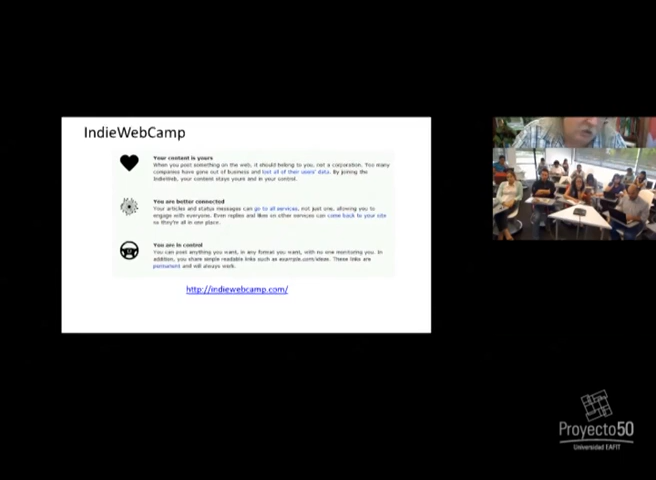 IndieWebCamp
Your content is yours
When you post something on the web, it should belong to you, not a corporation. Too many
companies have gone out of business and lost all of their users' data. By joining the
IndieWeb, your content stays yours and in your control.
You are better connected
Your articles and status messages can go to all services, not just one, allowing you to
engage with everyone. Even replies and likes on other services can come back to your site
so they're all in one place.
You are in control
You can post anything you want, in any format you want, with no one monitoring you. In
addition, you share simple readable links such as example.com/ideas. These links are
permanent and will always work.
http://indiewebcamp.com/
Proyecto50
Universidad EAFIT